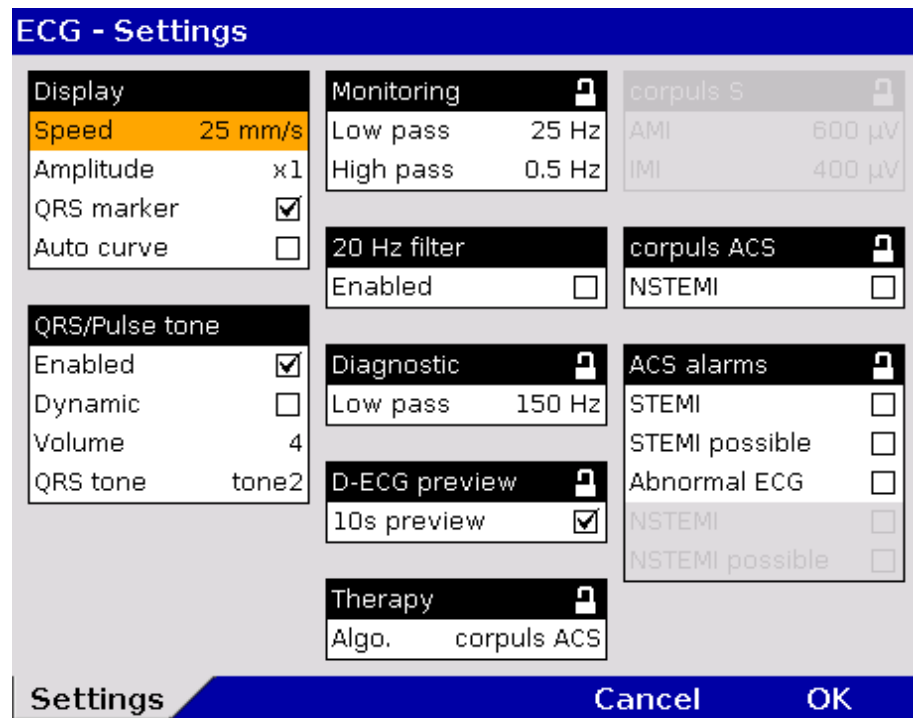 ECG - Settings
Display
Speed 25 mm/s
Amplitude x1
QRS marker
Auto curve
QRS/Pulse tone
Enabled
Dynamic
Volume 4
QRS tone tone2
Monitoring
Low pass 25 Hz
High pass 0.5 Hz
20 Hz filter
Enabled
Diagnostic
Low pass 150 Hz
D-ECG preview
10s preview
Therapy
Algo. corpuls ACS
corpuls S
AMI 600 µV
IMI 400 µV
corpuls ACS
NSTEMI
ACS alarms
STEMI
STEMI possible
Abnormal ECG
NSTEMI
NSTEMI possible
Settings Cancel OK